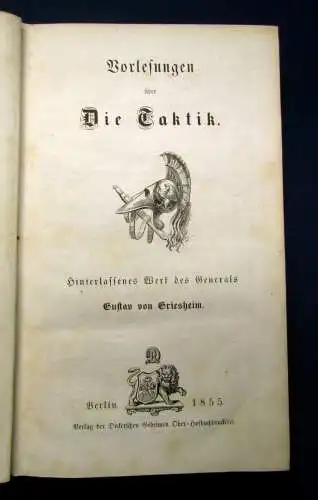 Vorlesungen
über
Die Taktik.
Hinterlassenes Werk des Generals
Gustav von Griesheim.
Berlin 1855
Verlag der Deckerschen Geheimen Ober-Hofbuchdruckerei